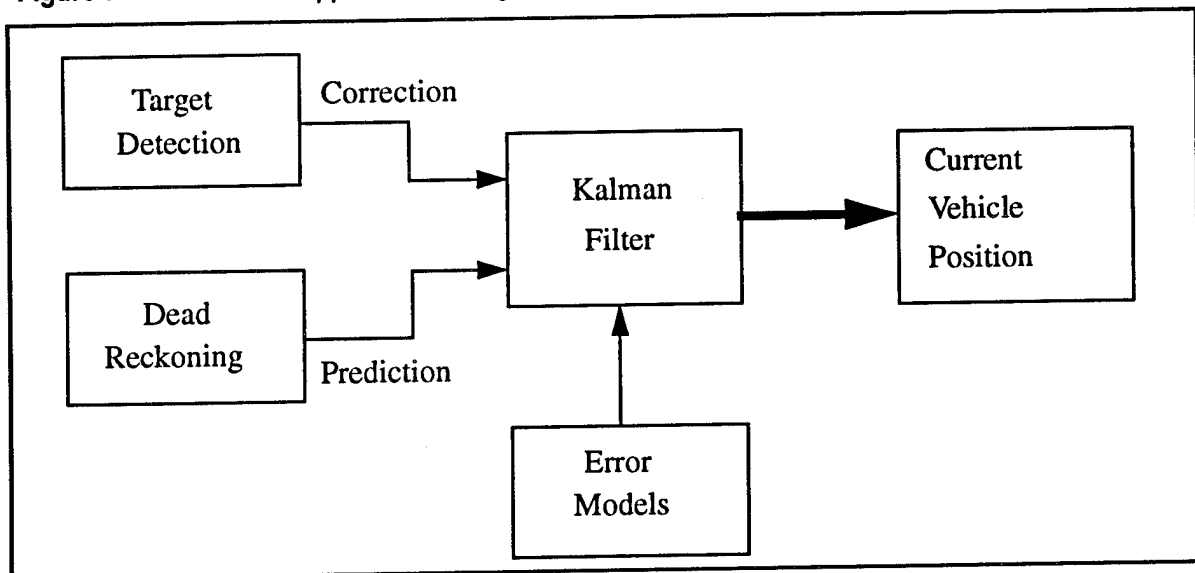 Target
Detection
Correction
Kalman
Filter
Current
Vehicle
Position
Dead
Reckoning
Prediction
Error
Models